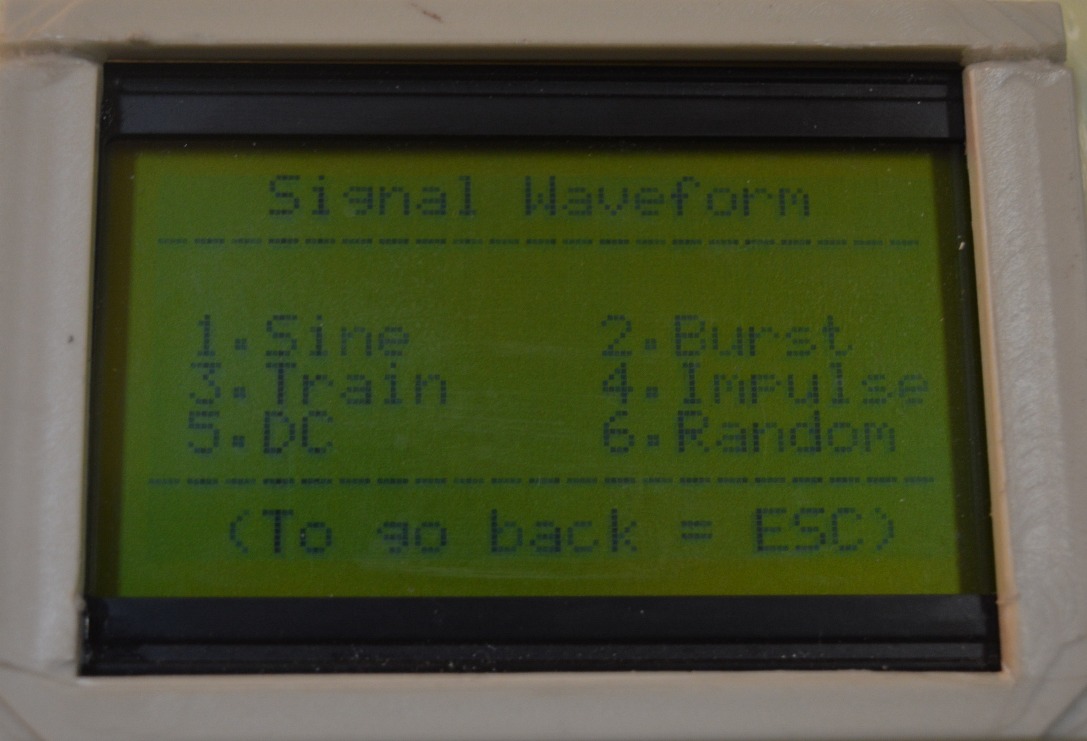 Signal Waveform
--------------------
1.Sine 2.Burst
3.Train 4.Impulse
5.DC 6.Random
--------------------
(To go back = ESC)